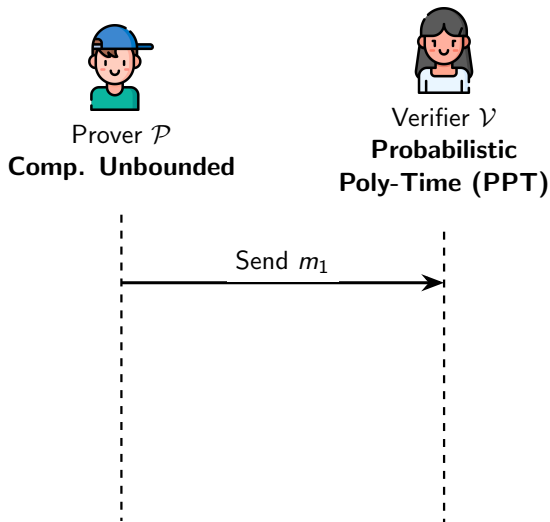 Prover 𝒫
Comp. Unbounded
Verifier 𝒱
Probabilistic
Poly-Time (PPT)
Send m₁